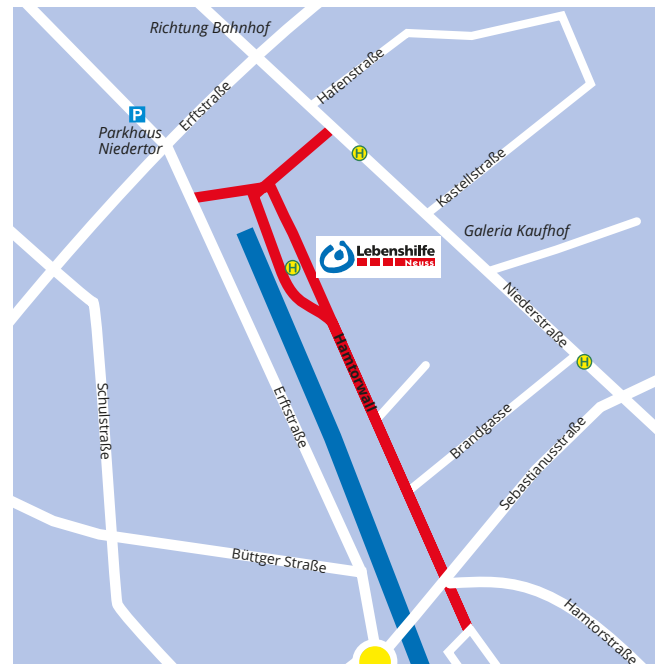 Richtung Bahnhof
Hafenstraße
Erftstraße
P
Parkhaus
Niedertor
H
Kastellstraße
Galeria Kaufhof
Lebenshilfe
Neuss
H
Niederstraße
Hamtorwall
H
Schulstraße
Erftstraße
Brandgasse
Sebastianusstraße
Büttger Straße
Hamtorstraße